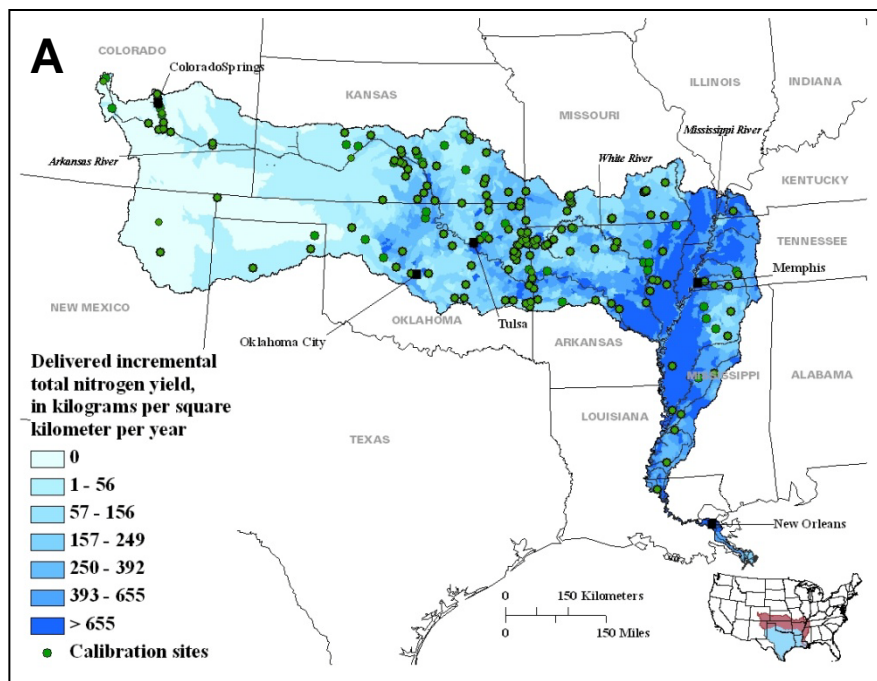 A
COLORADO
ColoradoSprings
KANSAS
ILLINOIS
INDIANA
MISSOURI
Mississippi River
Arkansas River
White River
KENTUCKY
TENNESSEE
Memphis
NEW MEXICO
Oklahoma City
OKLAHOMA
Tulsa
ARKANSAS
MISSISSIPPI
ALABAMA
LOUISIANA
TEXAS
New Orleans
Delivered incremental
total nitrogen yield,
in kilograms per square
kilometer per year
0
1 - 56
57 - 156
157 - 249
250 - 392
393 - 655
> 655
Calibration sites
0 150 Kilometers
0 150 Miles